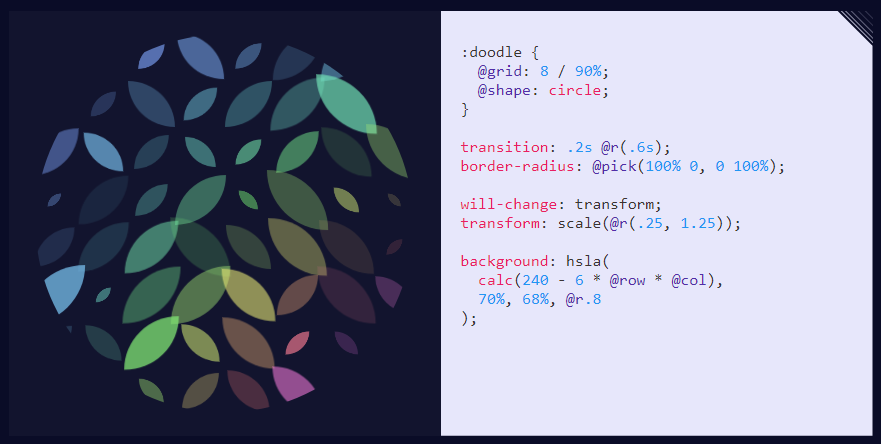 :doodle {
@grid: 8 / 90%;
@shape: circle;
}
transition: .2s @r(.6s);
border-radius: @pick(100% 0, 0 100%);
will-change: transform;
transform: scale(@r(.25, 1.25));
background: hsla(
calc(240 - 6 * @row * @col),
70%, 68%, @r.8
);